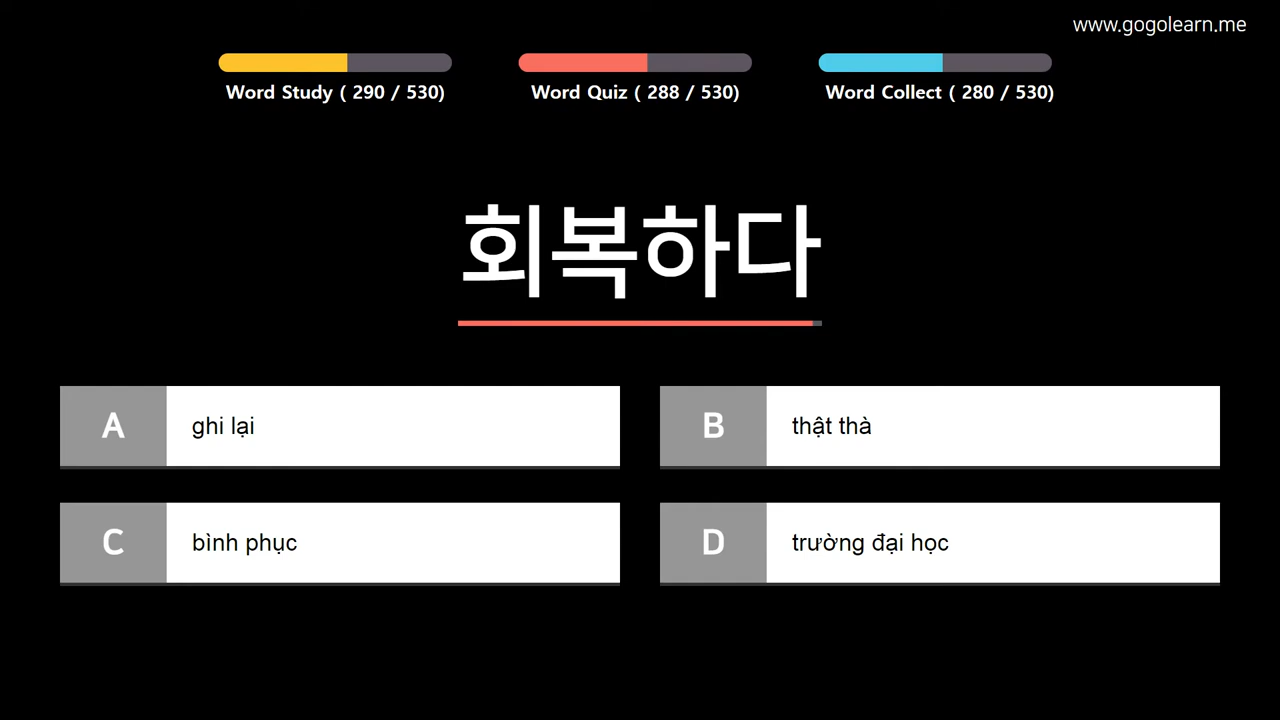 www.gogolearn.me
Word Study ( 290 / 530)
Word Quiz ( 288 / 530)
Word Collect ( 280 / 530)
회복하다
A ghi lại
B thật thà
C bình phục
D trường đại học